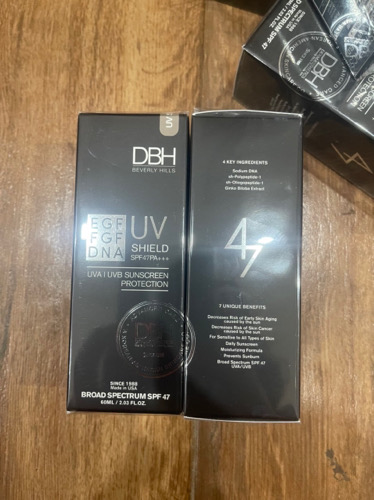 UV
DBH
BEVERLY HILLS
EGF
FGF
DNA
UV
SHIELD
SPF47PA+++
UVA | UVB SUNSCREEN
PROTECTION
DBH
SINCE 1988
Made in USA
BROAD SPECTRUM SPF 47
60ML / 2.03 FL.OZ.
4 KEY INGREDIENTS
Sodium DNA
sh-Polypeptide-1
sh-Oligopeptide-1
Ginko Biloba Extract
47
7 UNIQUE BENEFITS
Decreases Risk of Early Skin Aging
caused by the sun
Decreases Risk of Skin Cancer
caused by the sun
For Sensitive to All Types of Skin
Daily Sunscreen
Moisturizing Formula
Prevents Sunburn
Broad Spectrum SPF 47
UVA/UVB
SINCE 1988
DBH